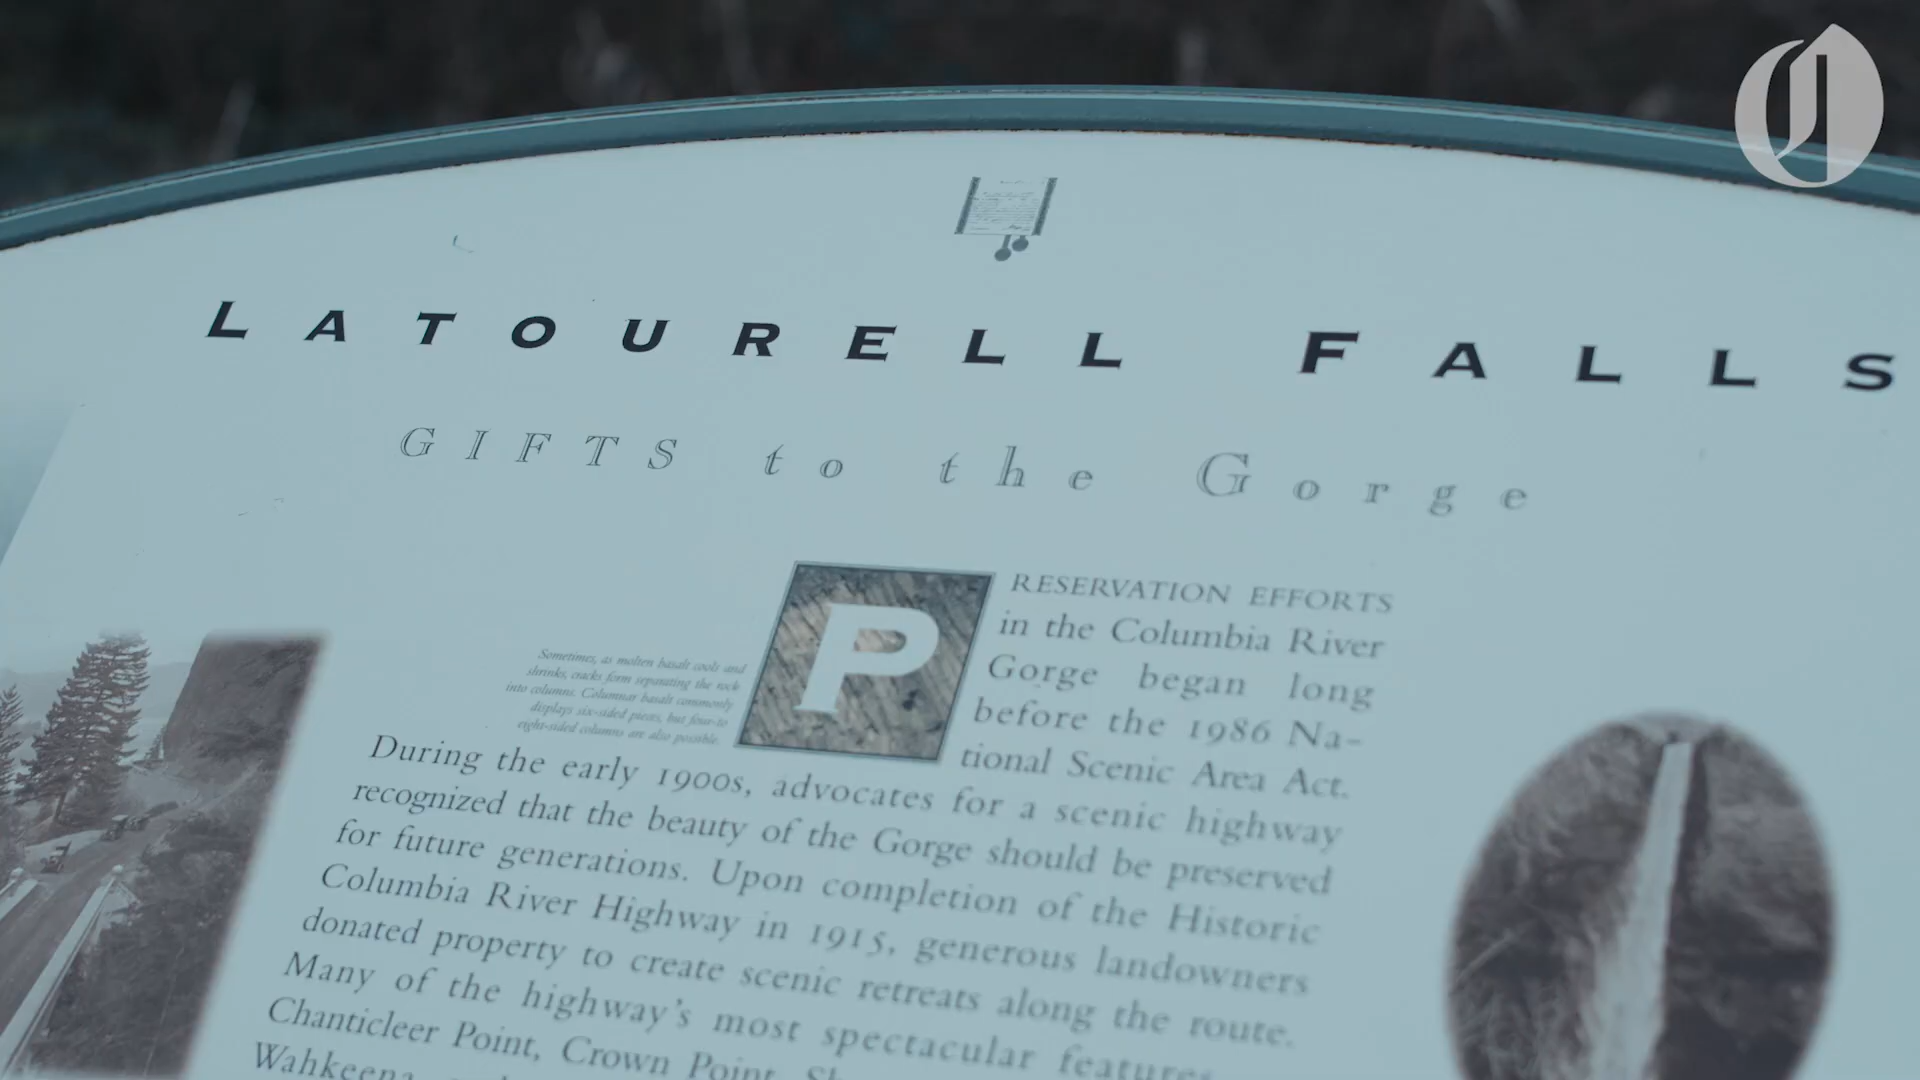 LATOURELL FALLS
GIFTS to the Gorge
Sometimes, as molten basalt cools and
shrinks, cracks form separating the rock
into columns. Columnar basalt commonly
displays six-sided pieces, but four-to
eight-sided columns are also possible.
PRESERVATION EFFORTS
in the Columbia River
Gorge began long
before the 1986 Na-
tional Scenic Area Act.
During the early 1900s, advocates for a scenic highway
recognized that the beauty of the Gorge should be preserved
for future generations. Upon completion of the Historic
Columbia River Highway in 1915, generous landowners
donated property to create scenic retreats along the route.
Many of the highway's most spectacular features
Chanticleer Point, Crown Point,
Wahkeena